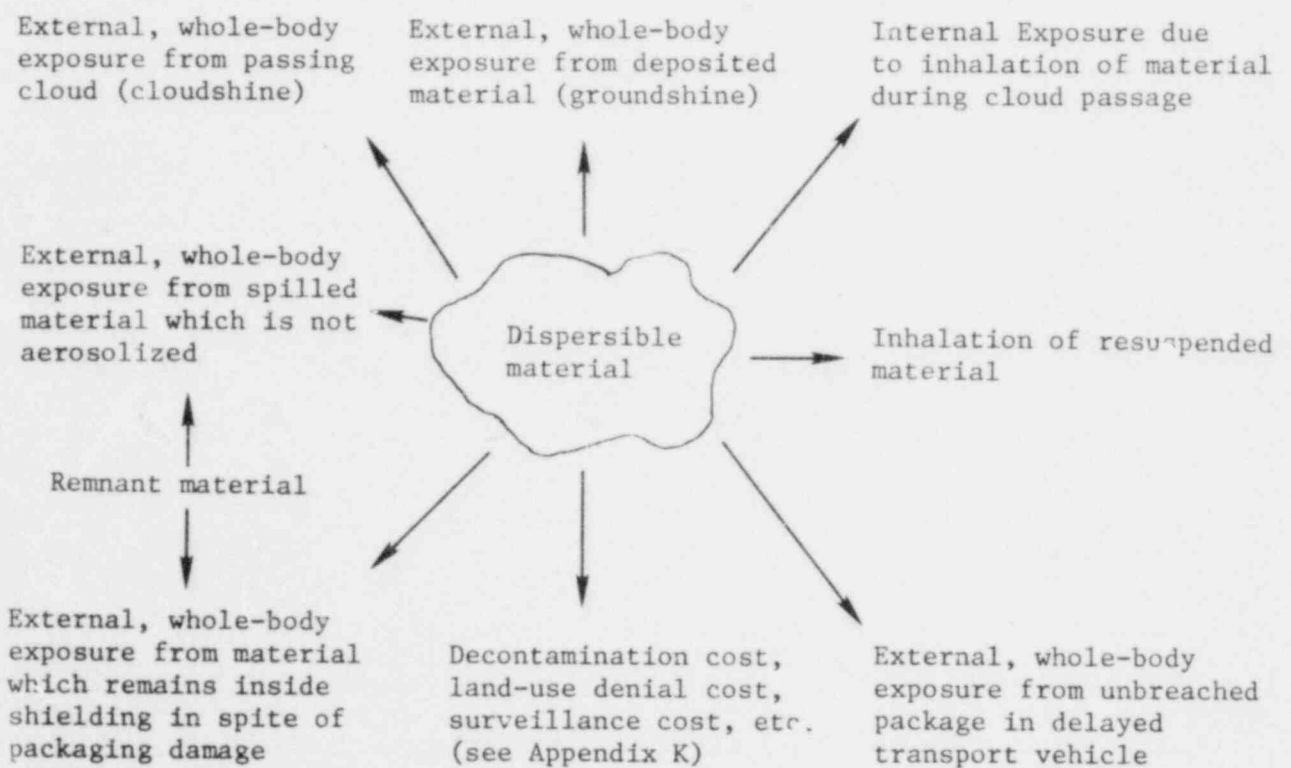 External, whole-body
exposure from passing
cloud (cloudshine)
External, whole-body
exposure from deposited
material (groundshine)
Internal Exposure due
to inhalation of material
during cloud passage
External, whole-body
exposure from spilled
material which is not
aerosolized
Dispersible
material
Inhalation of resuspended
material
Remnant material
External, whole-body
exposure from material
which remains inside
shielding in spite of
packaging damage
Decontamination cost,
land-use denial cost,
surveillance cost, etc.
(see Appendix K)
External, whole-body
exposure from unbreached
package in delayed
transport vehicle